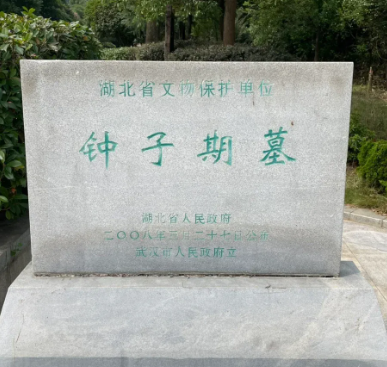 湖北省文物保护单位
钟子期墓
湖北省人民政府
二〇〇八年三月二十七日公布
武汉市人民政府立